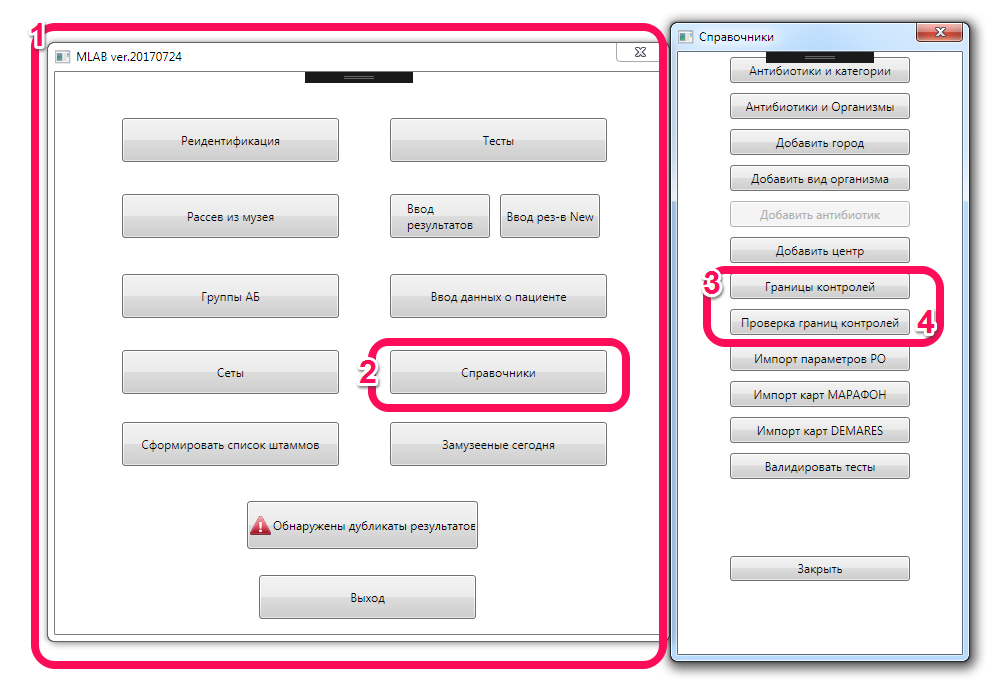 1
MLAB ver.20170724
Реидентификация
Тесты
Рассев из музея
Ввод
результатов
Ввод рез-в New
Группы АБ
Ввод данных о пациенте
Сеты
2
Справочники
Сформировать список штаммов
Замузееные сегодня
Обнаружены дубликаты результатов
Выход
Справочники
Антибиотики и категории
Антибиотики и Организмы
Добавить город
Добавить вид организма
Добавить антибиотик
Добавить центр
3
Границы контролей
Проверка границ контролей
4
Импорт параметров РО
Импорт карт МАРАФОН
Импорт карт DEMARES
Валидировать тесты
Закрыть